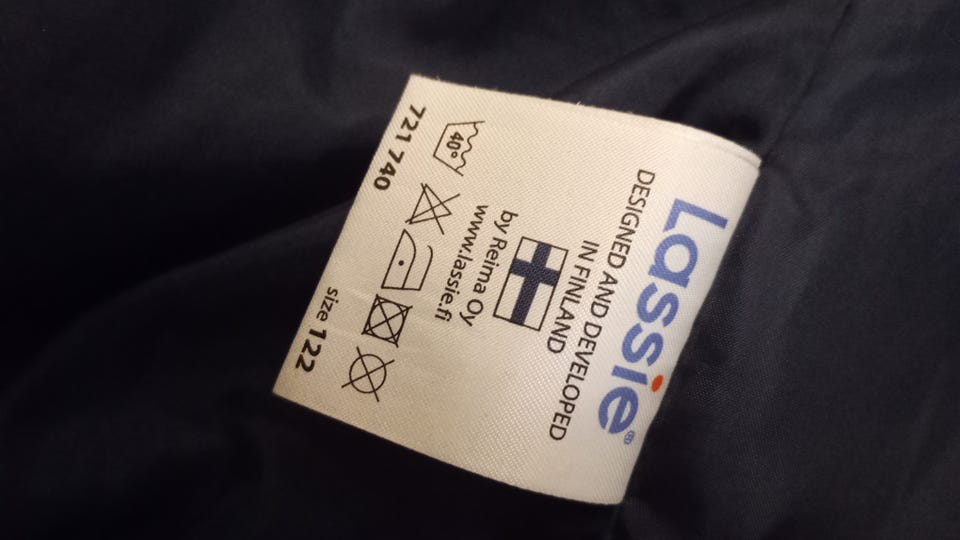 Lassie®
DESIGNED AND DEVELOPED
IN FINLAND
by Reima Oy
www.lassie.fi
40°
721 740
size 122